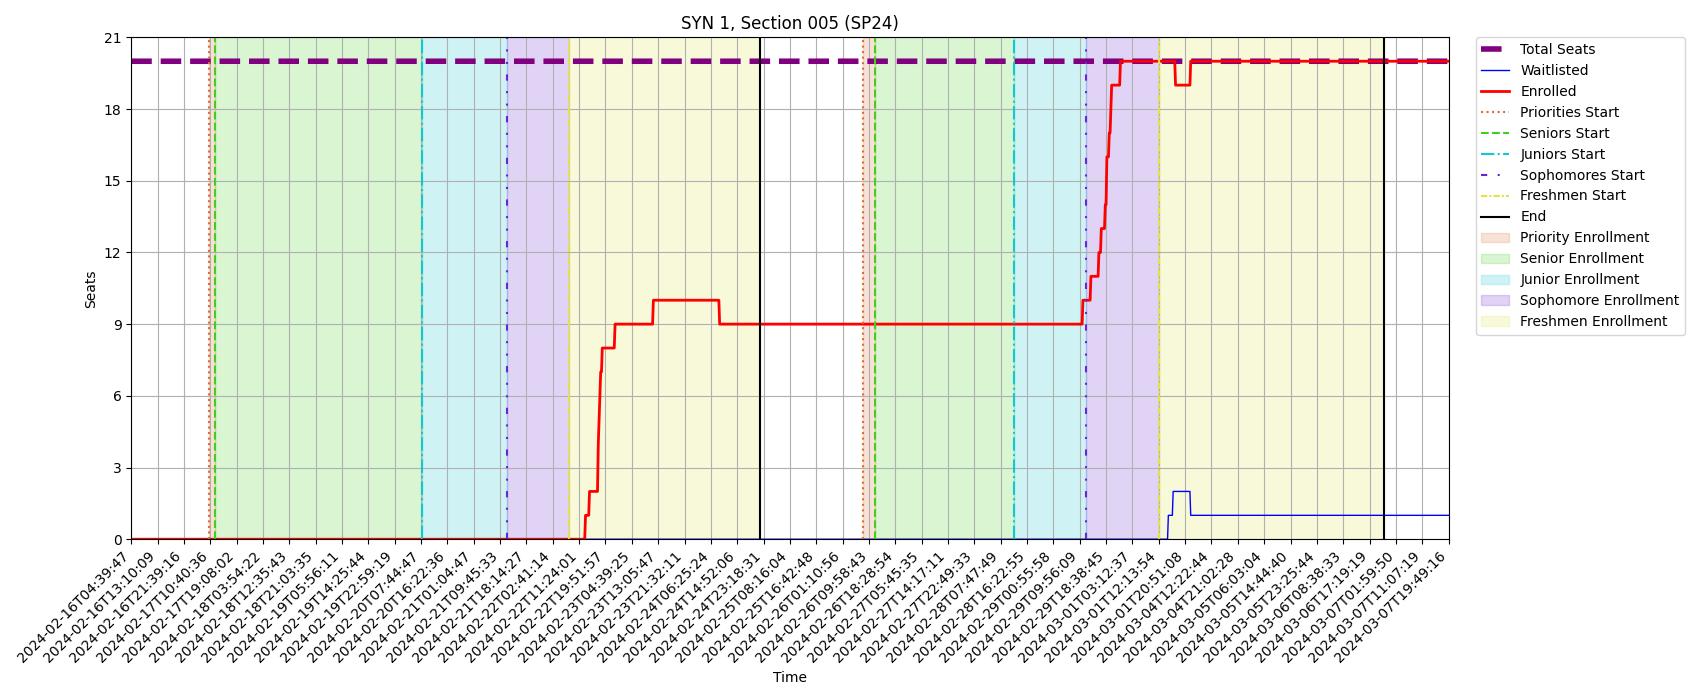 SYN 1, Section 005 (SP24)
21
18
15
12
9
6
3
0
Seats
2024-02-16T04:39:47
2024-02-16T13:10:09
2024-02-16T21:39:16
2024-02-17T10:40:36
2024-02-17T19:08:02
2024-02-18T03:54:22
2024-02-18T12:35:43
2024-02-18T21:03:35
2024-02-19T05:56:11
2024-02-19T14:25:44
2024-02-19T22:59:19
2024-02-20T07:44:47
2024-02-20T16:22:36
2024-02-21T01:04:47
2024-02-21T09:45:33
2024-02-21T18:14:27
2024-02-22T02:41:14
2024-02-22T11:24:01
2024-02-22T19:51:57
2024-02-23T04:39:25
2024-02-23T13:05:47
2024-02-23T21:32:11
2024-02-24T06:25:24
2024-02-24T14:52:06
2024-02-24T23:18:31
2024-02-25T08:16:04
2024-02-25T16:42:48
2024-02-26T01:10:56
2024-02-26T09:58:43
2024-02-26T18:28:54
2024-02-27T05:45:35
2024-02-27T14:17:11
2024-02-27T22:49:33
2024-02-28T07:47:49
2024-02-28T16:22:55
2024-02-29T00:55:58
2024-02-29T09:56:09
2024-02-29T18:38:45
2024-03-01T03:12:37
2024-03-01T12:13:54
2024-03-01T20:51:08
2024-03-04T12:22:44
2024-03-04T21:02:28
2024-03-05T06:03:04
2024-03-05T14:44:40
2024-03-05T23:25:44
2024-03-06T08:38:33
2024-03-06T17:19:19
2024-03-07T01:59:50
2024-03-07T11:07:19
2024-03-07T19:49:16
Time
Total Seats
Waitlisted
Enrolled
Priorities Start
Seniors Start
Juniors Start
Sophomores Start
Freshmen Start
End
Priority Enrollment
Senior Enrollment
Junior Enrollment
Sophomore Enrollment
Freshmen Enrollment